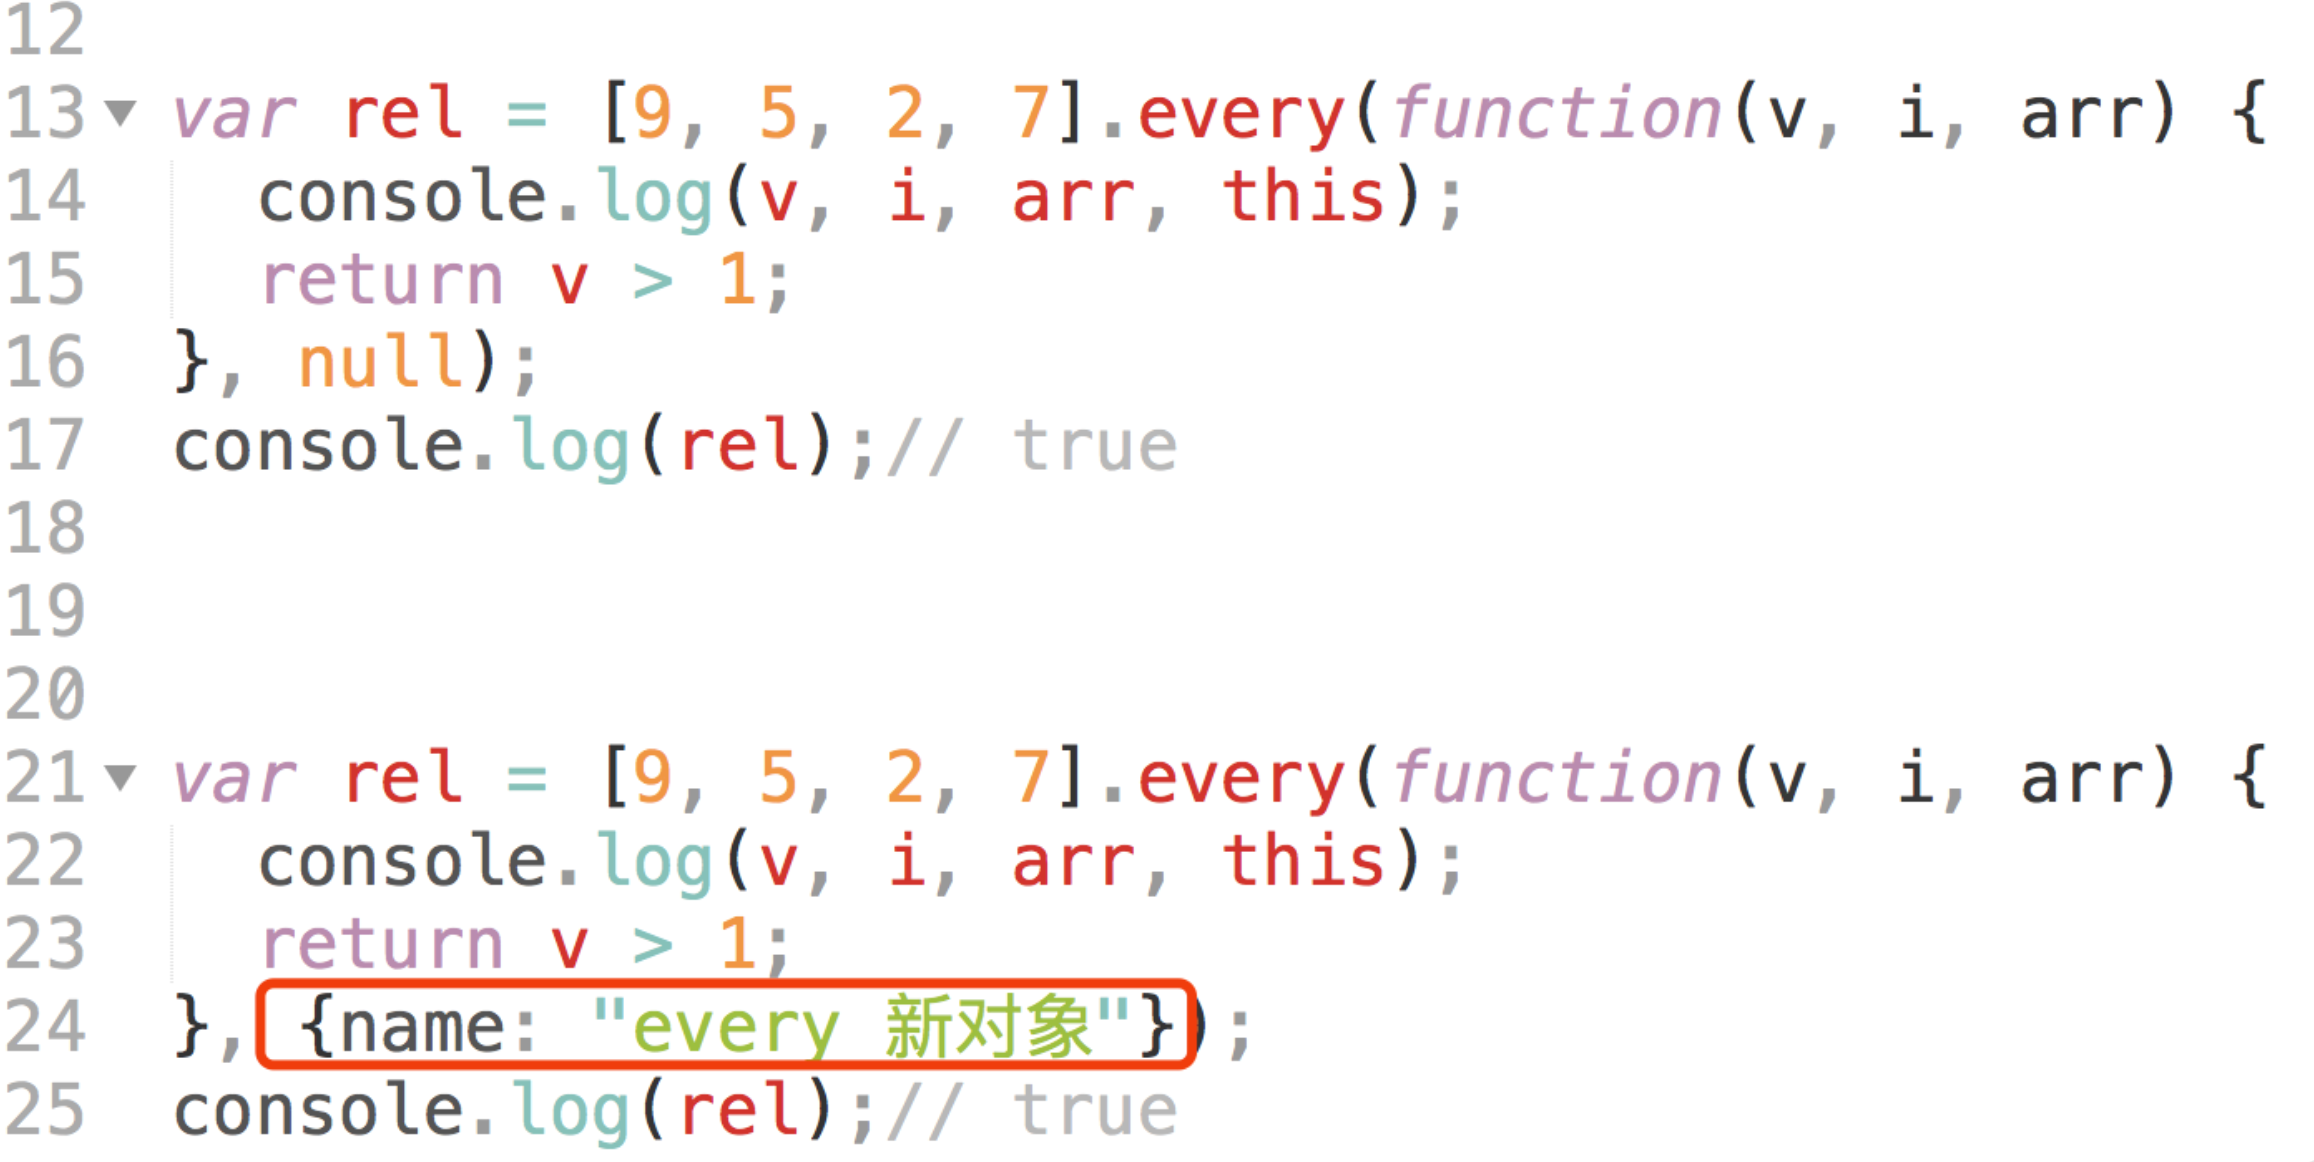 12
13 var rel = [9, 5, 2, 7].every(function(v, i, arr) {
14 console.log(v, i, arr, this);
15 return v > 1;
16 }, null);
17 console.log(rel);// true
18
19
20
21 var rel = [9, 5, 2, 7].every(function(v, i, arr) {
22 console.log(v, i, arr, this);
23 return v > 1;
24 }, {name: "every 新对象"});
25 console.log(rel);// true